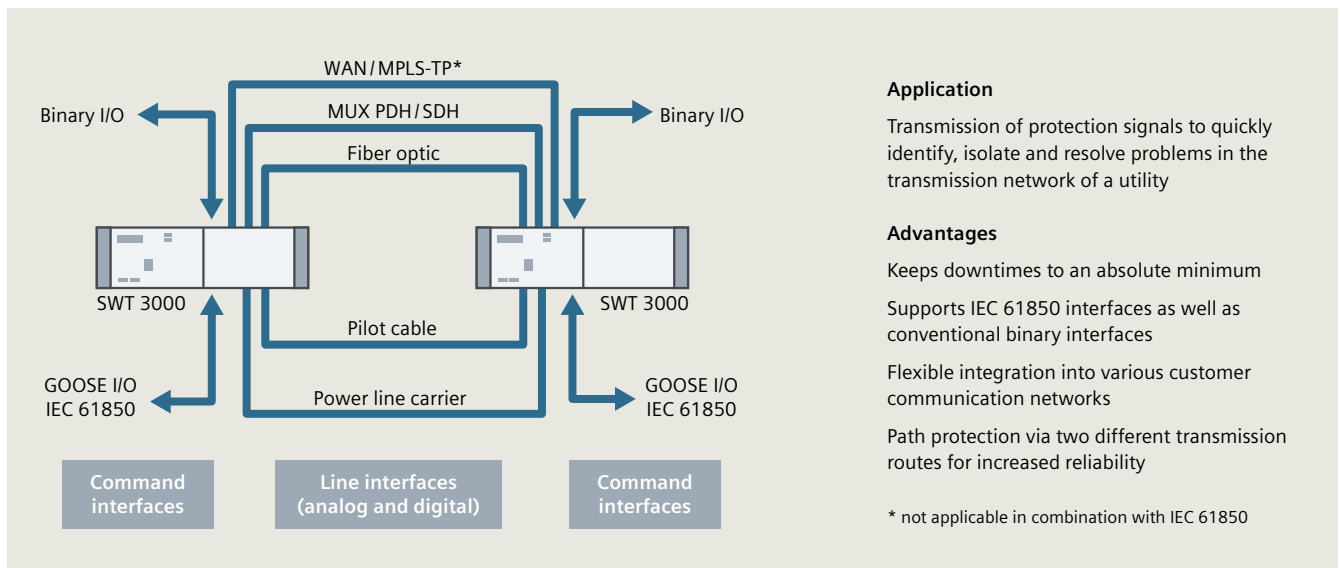 WAN/MPLS-TP*
Binary I/O
MUX PDH/SDH
Binary I/O
Fiber optic
SWT 3000
SWT 3000
Pilot cable
GOOSE I/O
IEC 61850
Power line carrier
GOOSE I/O
IEC 61850
Command
interfaces
Line interfaces
(analog and digital)
Command
interfaces
Application
Transmission of protection signals to quickly
identify, isolate and resolve problems in the
transmission network of a utility
Advantages
Keeps downtimes to an absolute minimum
Supports IEC 61850 interfaces as well as
conventional binary interfaces
Flexible integration into various customer
communication networks
Path protection via two different transmission
routes for increased reliability
* not applicable in combination with IEC 61850